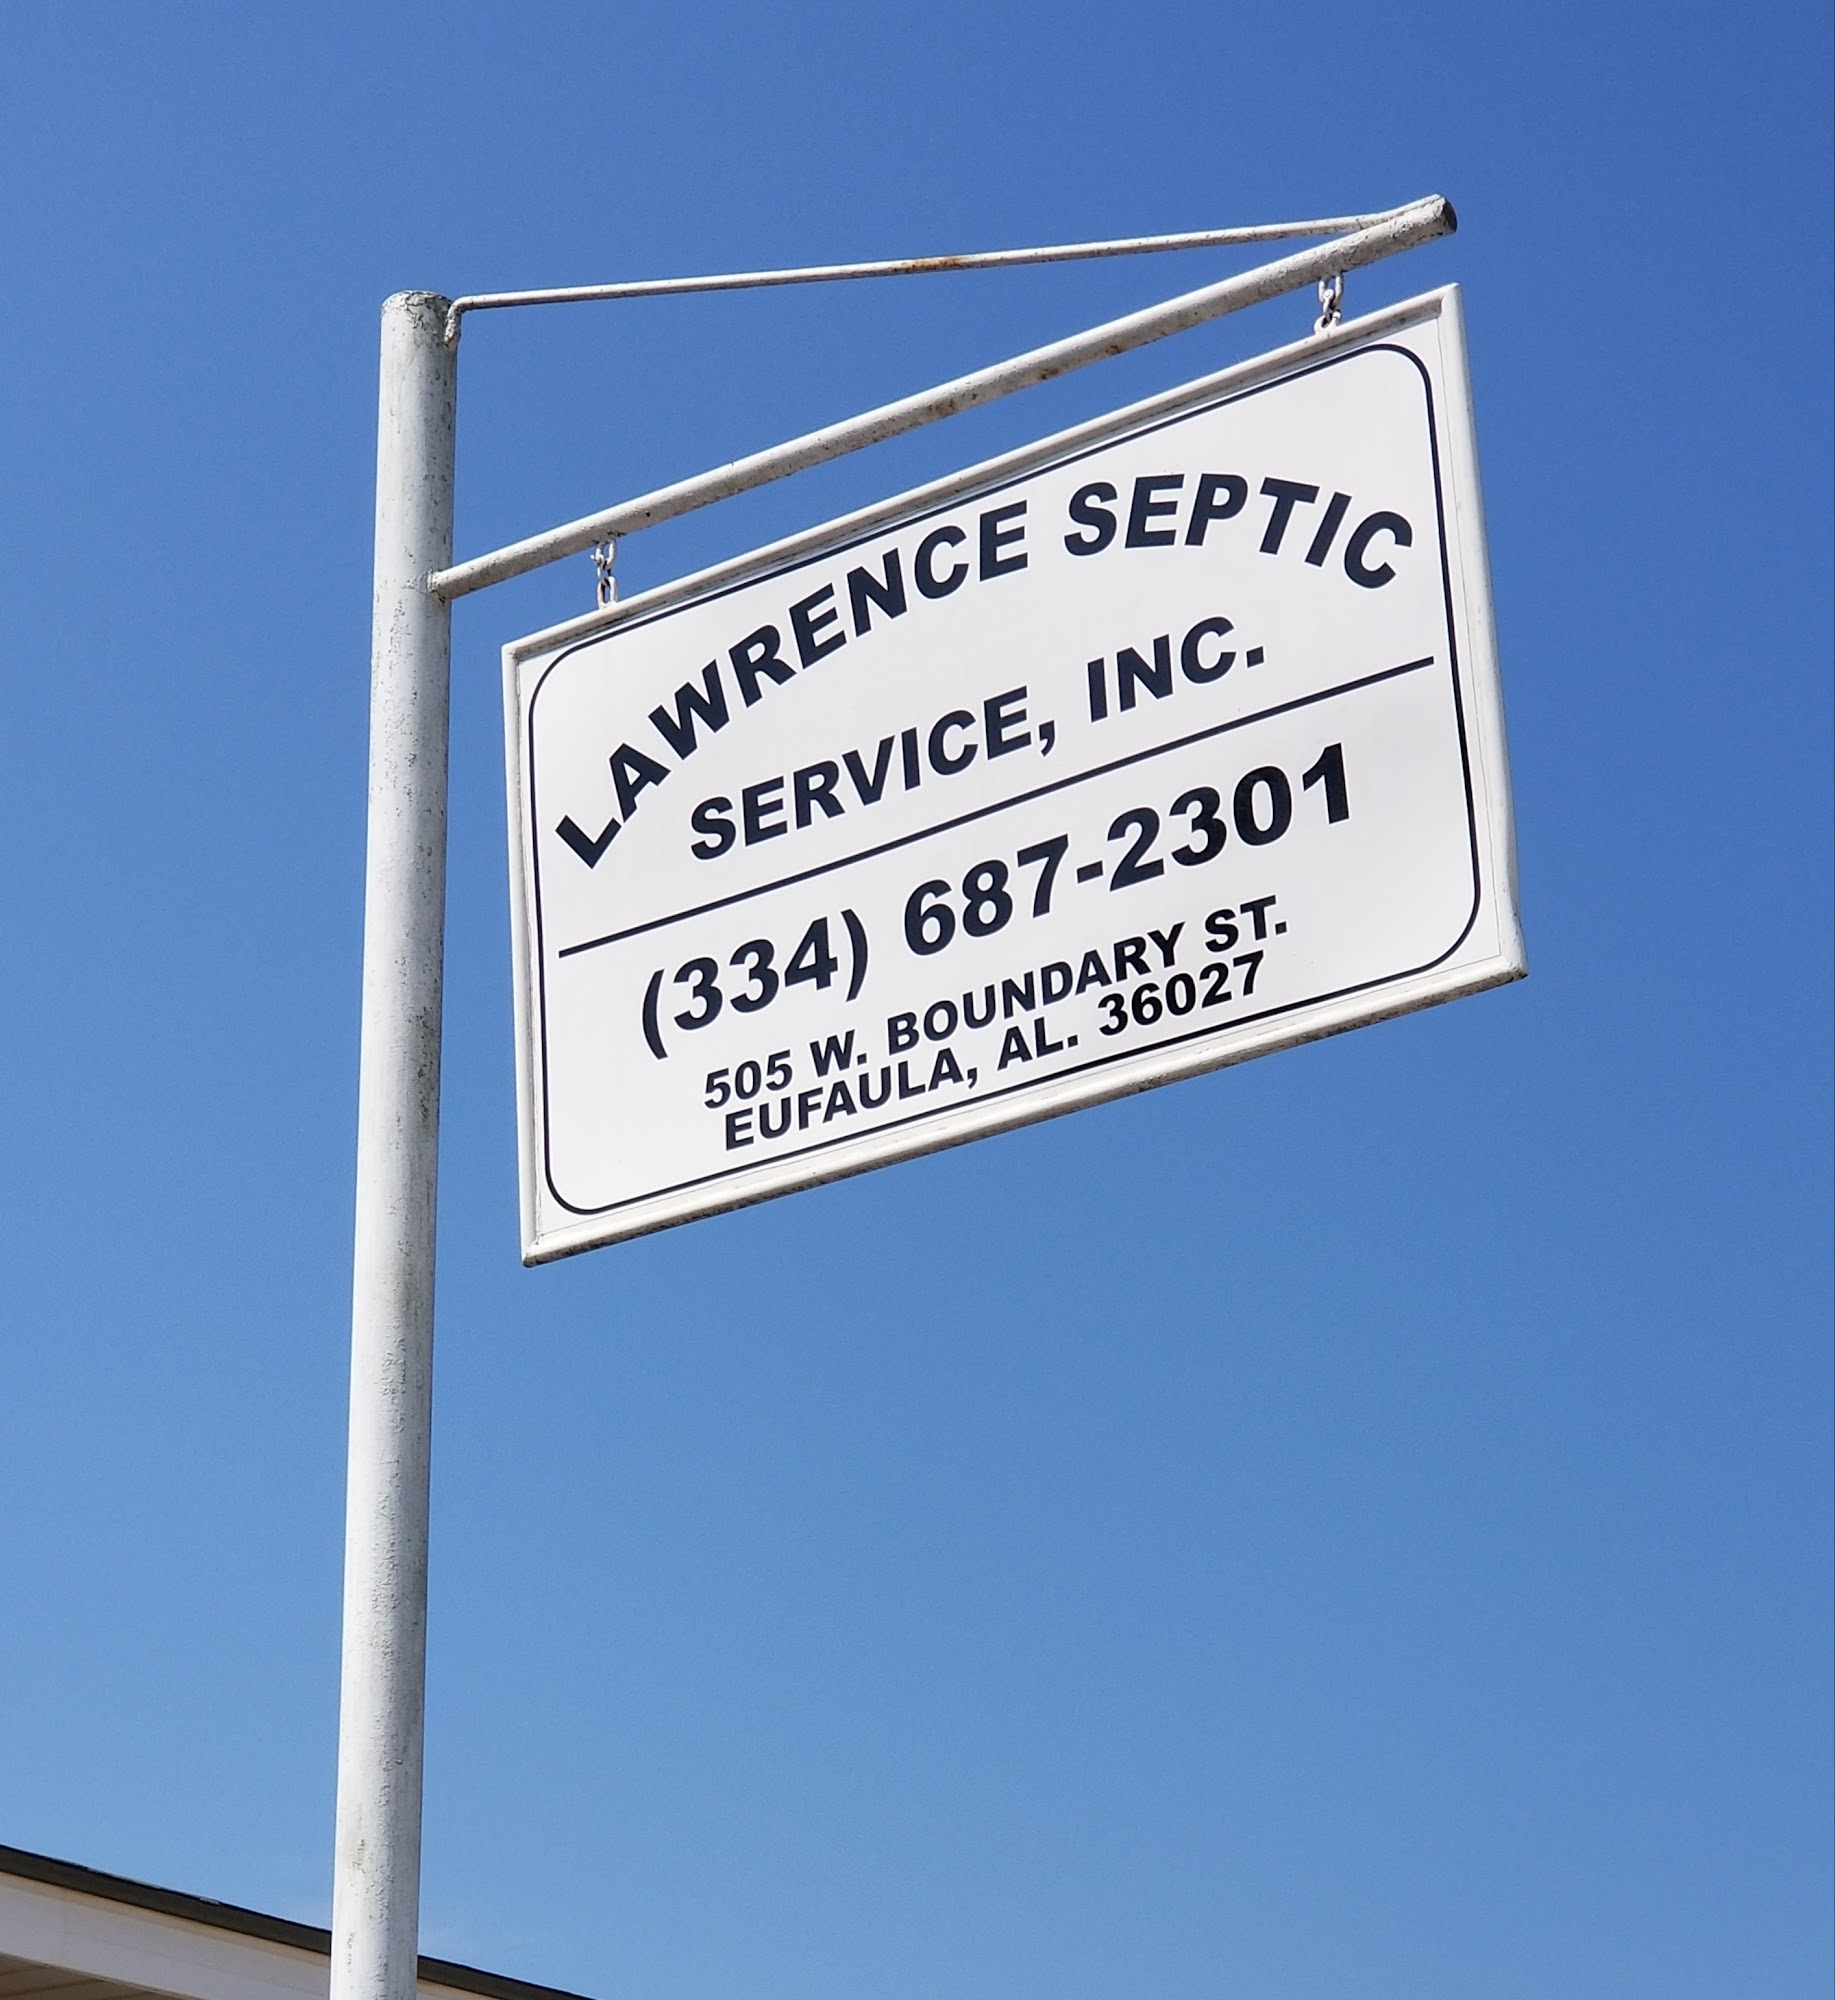 LAWRENCE SEPTIC
SERVICE, INC.
(334) 687-2301
505 W. BOUNDARY ST.
EUFAULA, AL. 36027